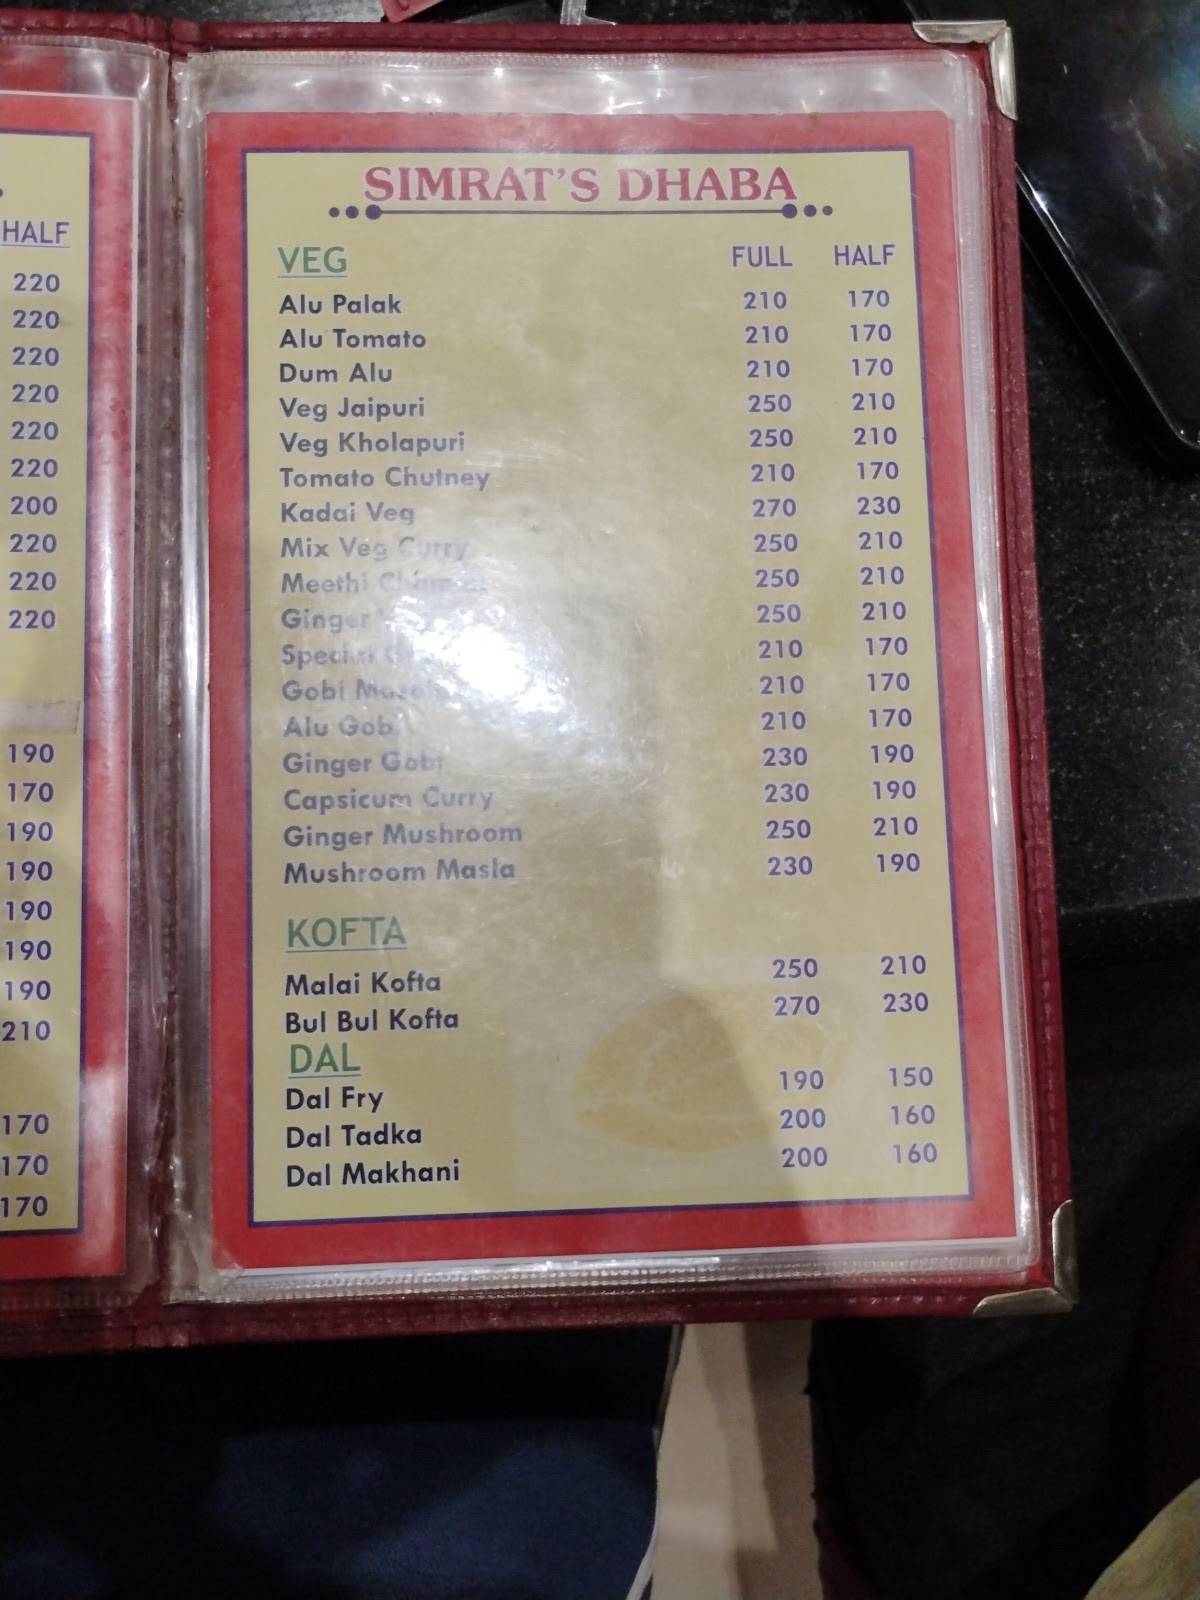 HALF
220
220
220
220
220
220
200
220
220
220
190
170
190
190
190
190
190
210
170
170
170
SIMRAT'S DHABA
VEG FULL HALF
Alu Palak 210 170
Alu Tomato 210 170
Dum Alu 210 170
Veg Jaipuri 250 210
Veg Kholapuri 250 210
Tomato Chutney 210 170
Kadai Veg 270 230
Mix Veg Curry 250 210
Meethi 250 210
Ginger 250 210
Special 210 170
Gobi Masala 210 170
Alu Gobi 210 170
Ginger Gobi 230 190
Capsicum Curry 230 190
Ginger Mushroom 250 210
Mushroom Masla 230 190
KOFTA
Malai Kofta 250 210
Bul Bul Kofta 270 230
DAL
Dal Fry 190 150
Dal Tadka 200 160
Dal Makhani 200 160